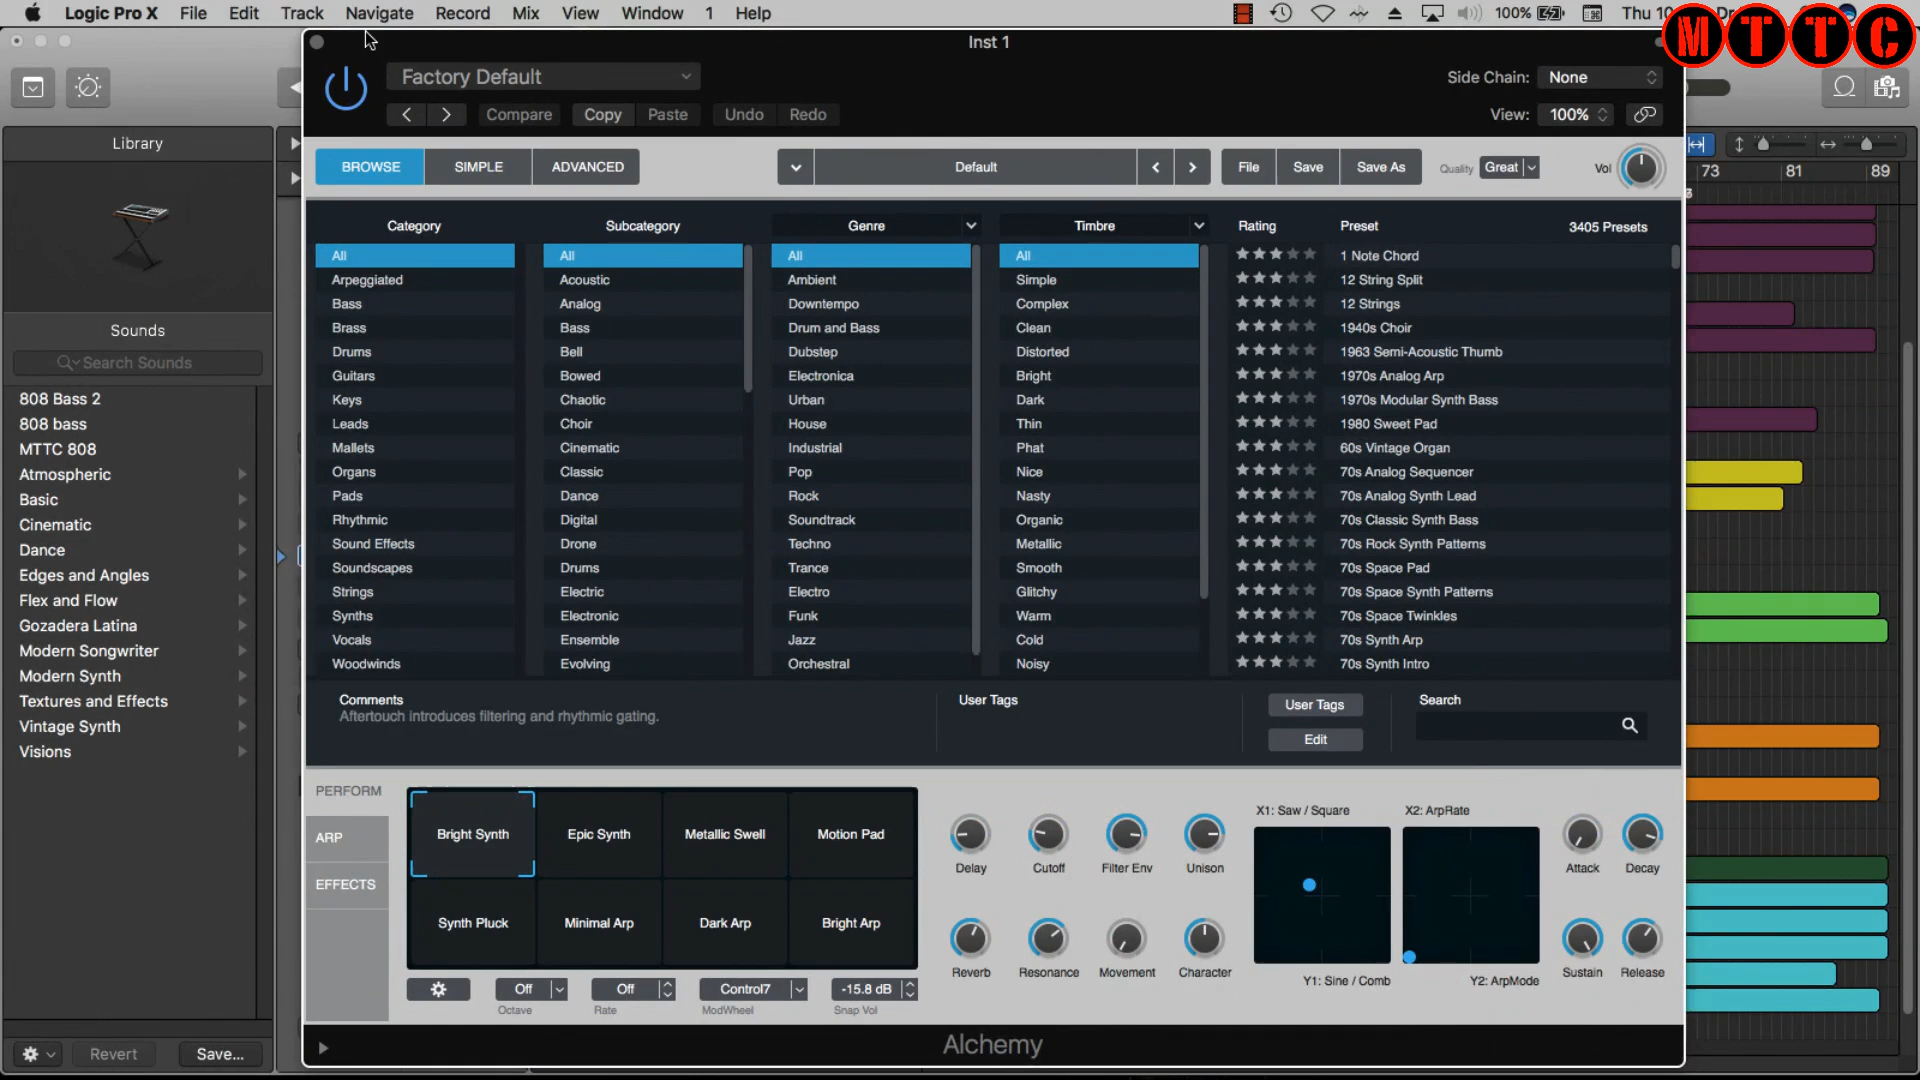 Logic Pro X File Edit Track Navigate Record Mix View Window 1 Help 100% Thu 10
MTTC
Inst 1
Factory Default
Side Chain: None
Compare Copy Paste Undo Redo
View: 100%
Library
BROWSE SIMPLE ADVANCED Default File Save Save As Quality Great Vol
73 81 89
Category Subcategory Genre Timbre Rating Preset 3405 Presets
All All All All 1 Note Chord
Arpeggiated Acoustic Ambient Simple 12 String Split
Bass Analog Downtempo Complex 12 Strings
Brass Bass Drum and Bass Clean 1940s Choir
Drums Bell Dubstep Distorted 1963 Semi-Acoustic Thumb
Guitars Bowed Electronica Bright 1970s Analog Arp
Keys Chaotic Urban Dark 1970s Modular Synth Bass
Leads Choir House Thin 1980 Sweet Pad
Mallets Cinematic Industrial Phat 60s Vintage Organ
Organs Classic Pop Nice 70s Analog Sequencer
Pads Dance Rock Nasty 70s Analog Synth Lead
Rhythmic Digital Soundtrack Organic 70s Classic Synth Bass
Sound Effects Drone Techno Metallic 70s Rock Synth Patterns
Soundscapes Drums Trance Smooth 70s Space Pad
Strings Electric Electro Glitchy 70s Space Synth Patterns
Synths Electronic Funk Warm 70s Space Twinkles
Vocals Ensemble Jazz Cold 70s Synth Arp
Woodwinds Evolving Orchestral Noisy 70s Synth Intro
Sounds
Search Sounds
808 Bass 2
808 bass
MTTC 808
Atmospheric
Basic
Cinematic
Dance
Edges and Angles
Flex and Flow
Gozadera Latina
Modern Songwriter
Modern Synth
Textures and Effects
Vintage Synth
Visions
Revert Save...
Comments
Aftertouch introduces filtering and rhythmic gating.
User Tags
User Tags
Edit
Search
PERFORM
ARP
EFFECTS
Bright Synth Epic Synth Metallic Swell Motion Pad
Synth Pluck Minimal Arp Dark Arp Bright Arp
Off Off Control7 -15.8 dB
Octave Rate ModWheel Snap Vol
Delay Cutoff Filter Env Unison
Reverb Resonance Movement Character
X1: Saw / Square X2: ArpRate
Y1: Sine / Comb Y2: ArpMode
Attack Decay
Sustain Release
Alchemy